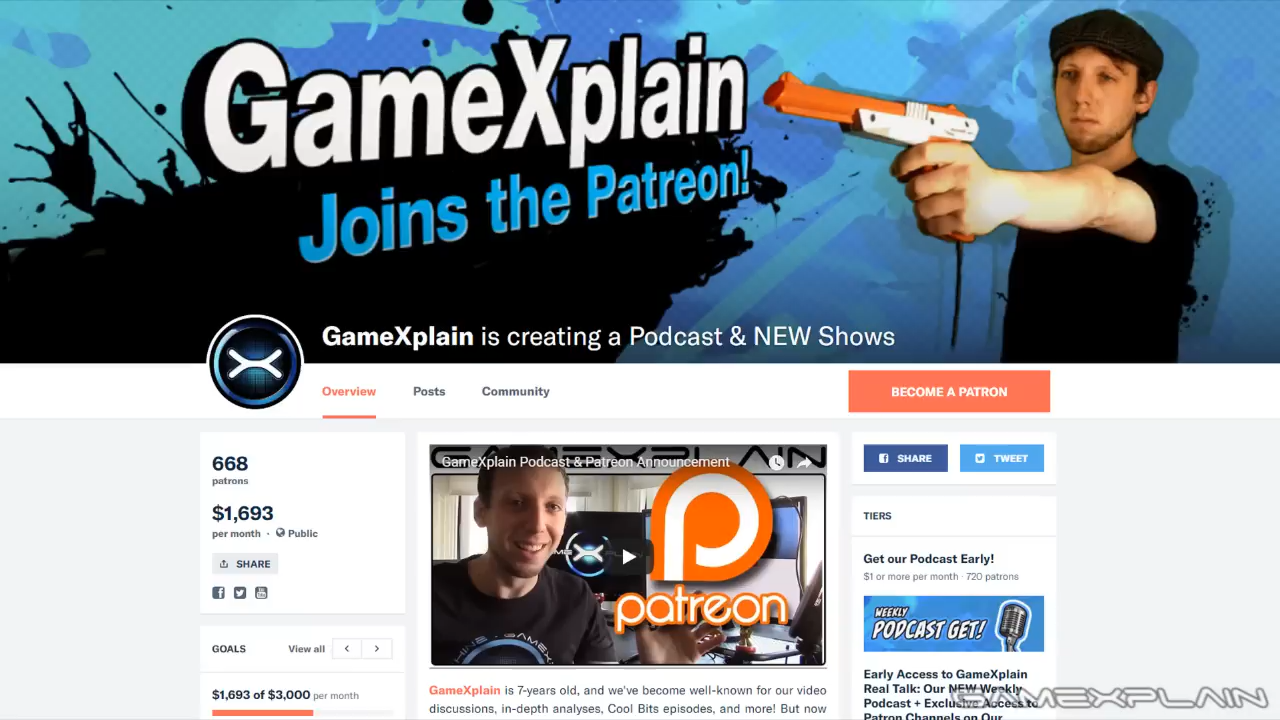 GameXplain
Joins the Patreon!
GameXplain is creating a Podcast & NEW Shows
Overview
Posts
Community
BECOME A PATRON
668
patrons
$1,693
per month · Public
SHARE
GOALS
View all
$1,693 of $3,000 per month
GAMEXPLAIN
GameXplain Podcast & Patreon Announcement
patreon
GameXplain is 7-years old, and we've become well-known for our video
discussions, in-depth analyses, Cool Bits episodes, and more! But now
SHARE
TWEET
TIERS
Get our Podcast Early!
$1 or more per month · 720 patrons
WEEKLY
PODCAST GET!
Early Access to GameXplain
Real Talk: Our NEW Weekly
Podcast + Exclusive Access to
Patron Channels on Our
GAMEXPLAIN